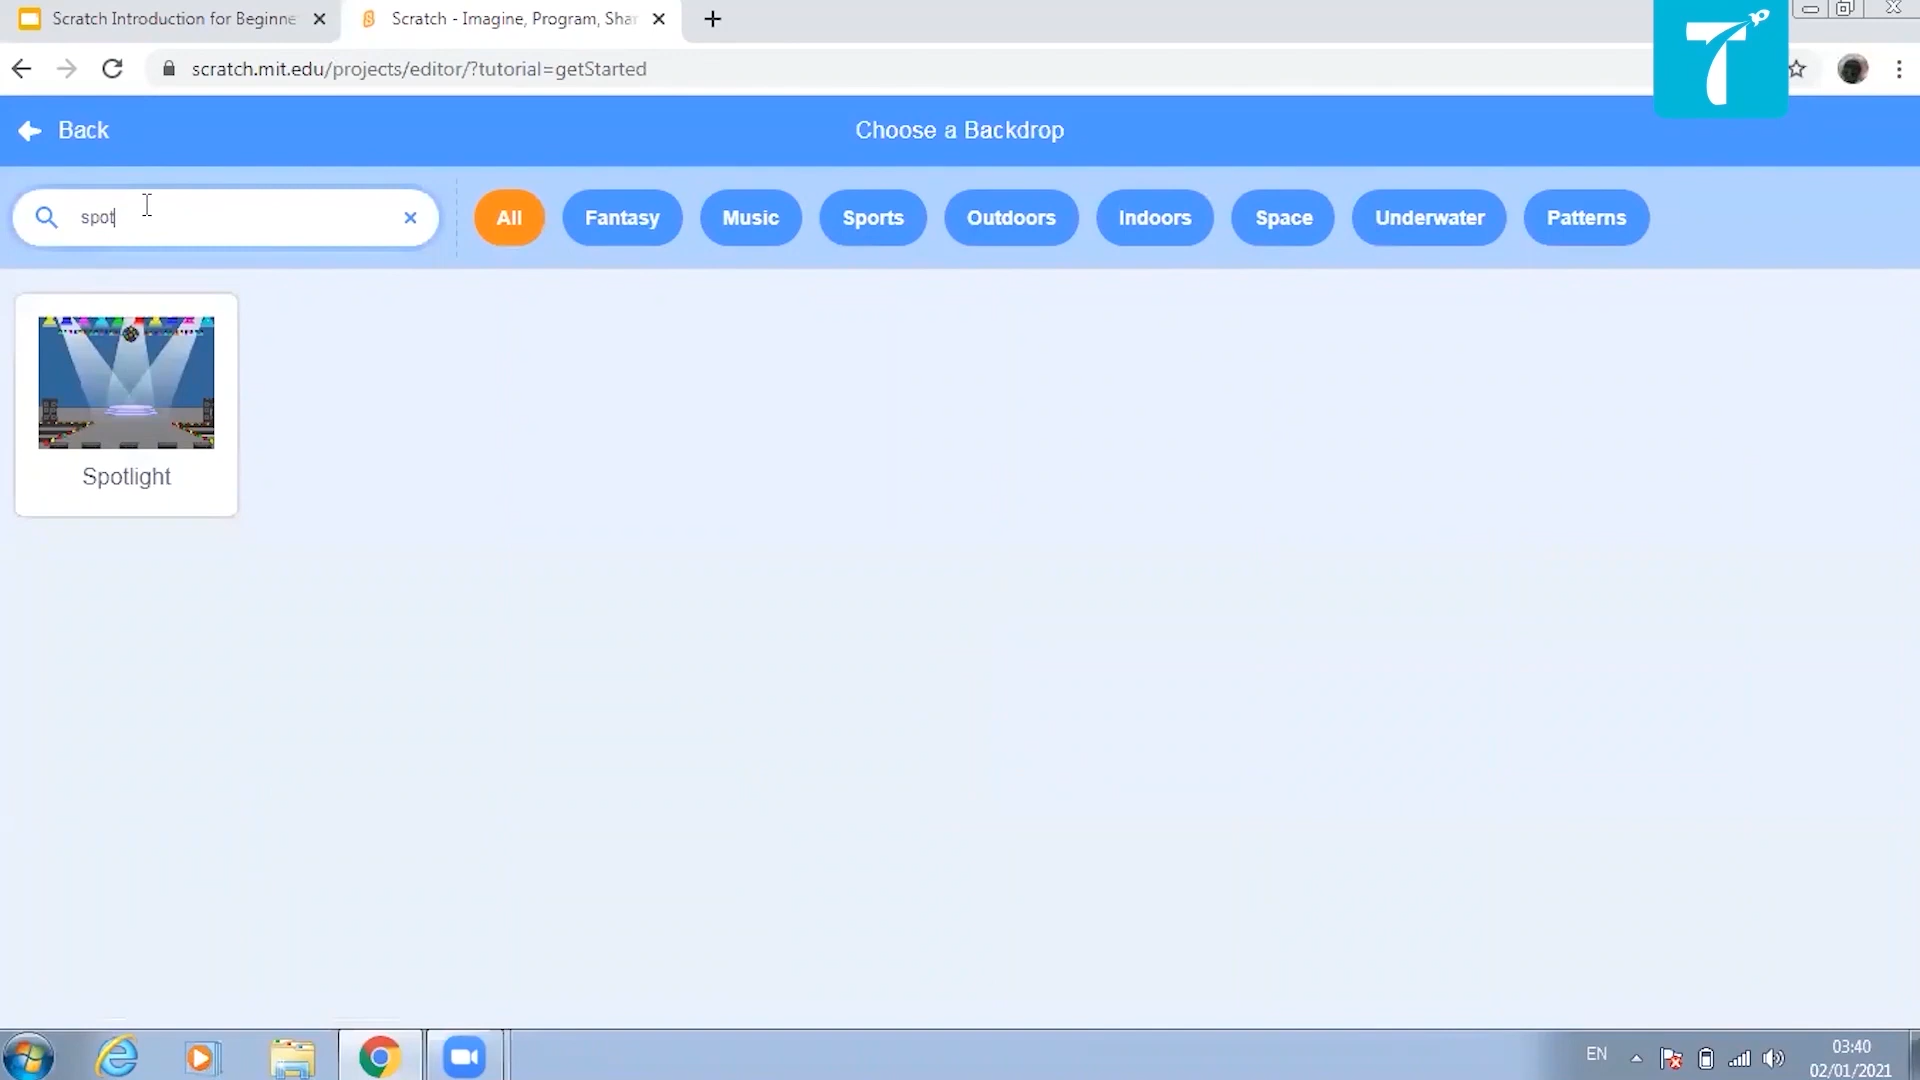 Scratch Introduction for Beginne
Scratch - Imagine, Program, Shar
scratch.mit.edu/projects/editor/?tutorial=getStarted
Back
Choose a Backdrop
spot
All
Fantasy
Music
Sports
Outdoors
Indoors
Space
Underwater
Patterns
Spotlight
EN
03:40
02/01/2021